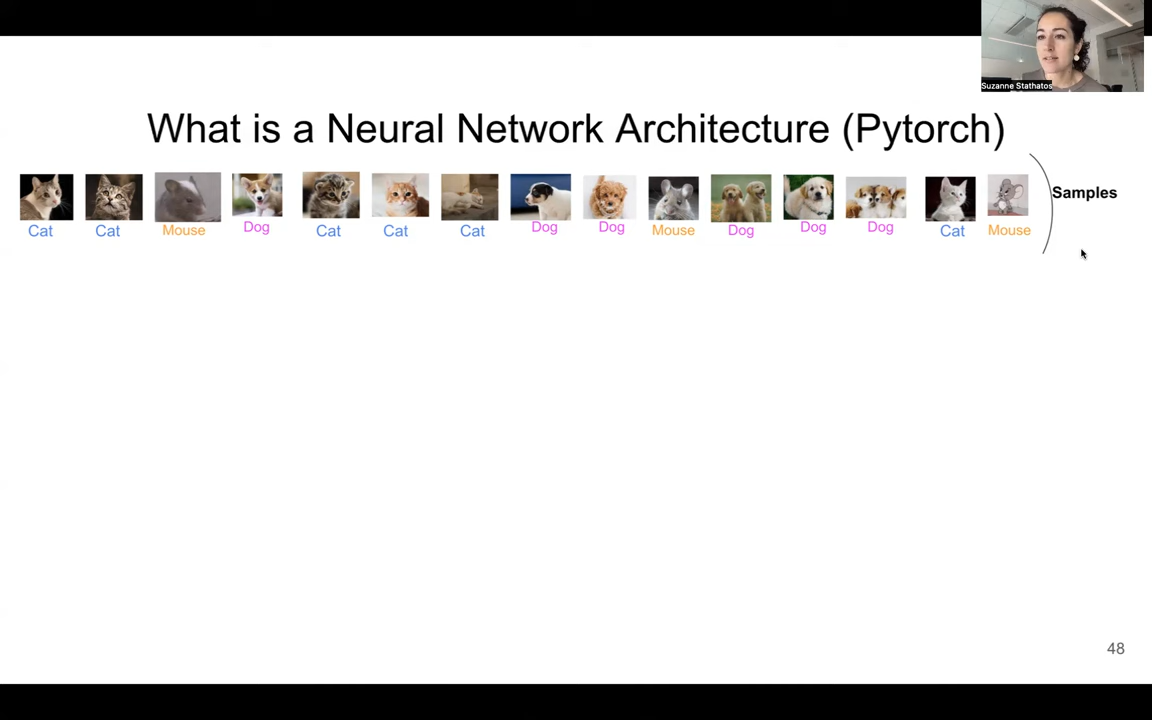 Suzanne Stathatos
What is a Neural Network Architecture (Pytorch)
Samples
Cat Cat Mouse Dog Cat Cat Cat Dog Dog Mouse Dog Dog Dog Cat Mouse
48